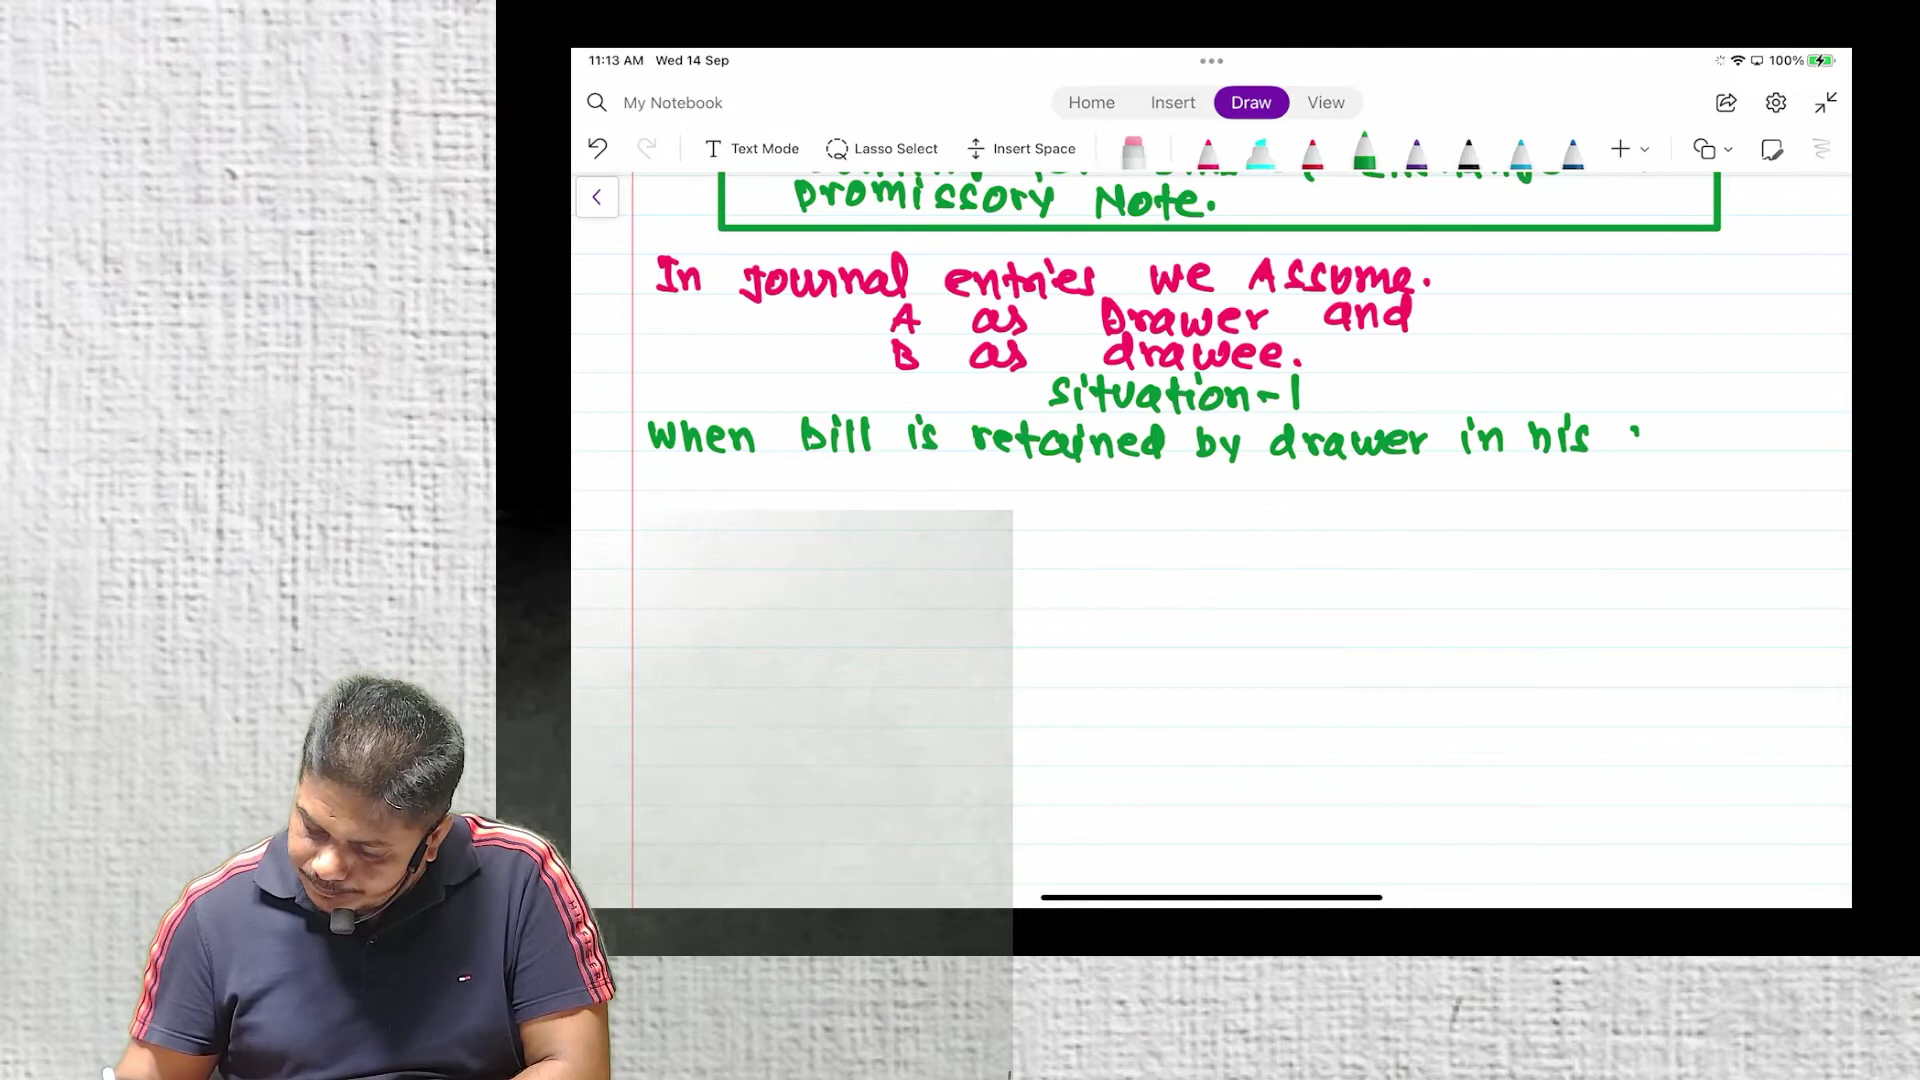 11:13 AM Wed 14 Sep
100%
My Notebook
Home Insert Draw View
Text Mode Lasso Select Insert Space
promissory Note.
In Journal entries we Assume.
A as Drawer and
B as drawee.
Situation-1
When bill is retained by drawer in his